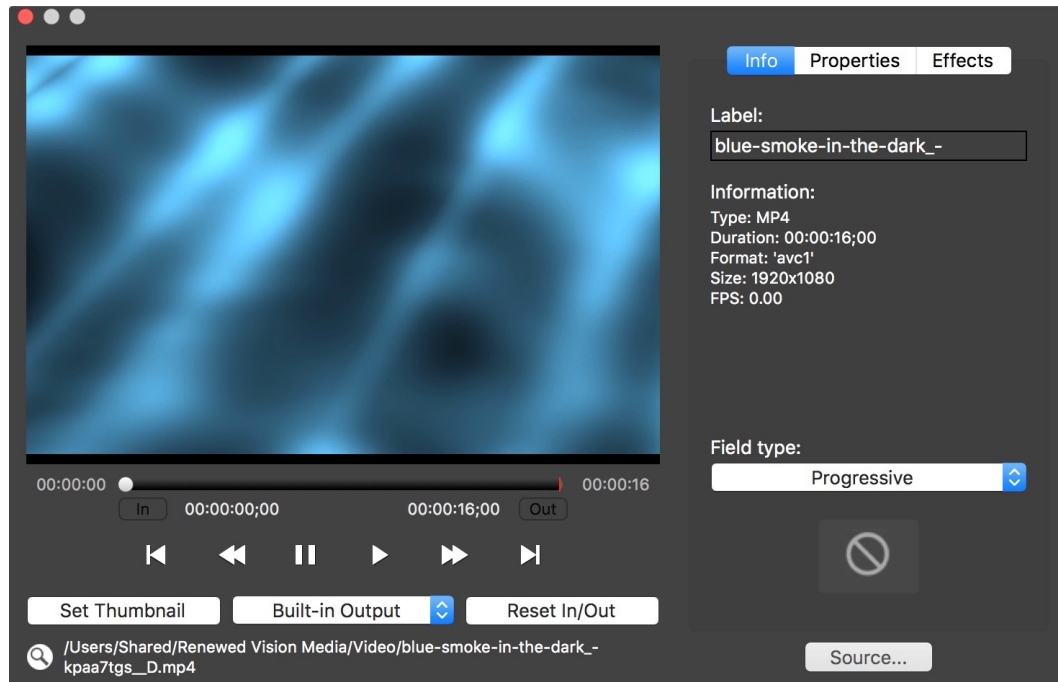 Info Properties Effects
Label:
blue-smoke-in-the-dark_-
Information:
Type: MP4
Duration: 00:00:16;00
Format: 'avc1'
Size: 1920x1080
FPS: 0.00
Field type:
Progressive
00:00:00 00:00:16
In 00:00:00;00 00:00:16;00 Out
Set Thumbnail Built-in Output Reset In/Out
/Users/Shared/Renewed Vision Media/Video/blue-smoke-in-the-dark_-
kpaa7tgs__D.mp4
Source...